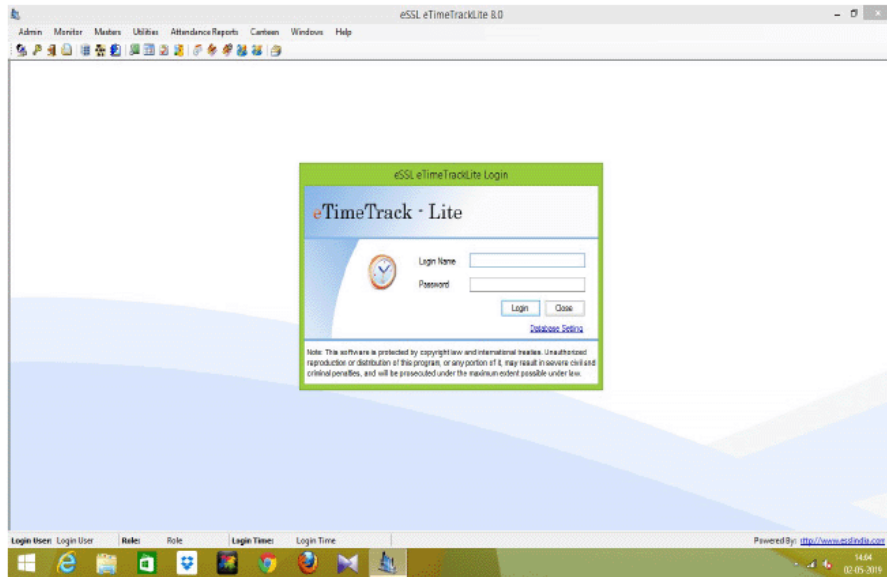 eSSL eTimeTrackLite 8.0
Admin Monitor Masters Utilities Attendance Reports Canteen Windows Help
eSSL eTimeTrackLite Login
eTimeTrack - Lite
Login Name
Password
Login Close
Database Setting
Note: This software is protected by copyright law and international treaties. Unauthorized
reproduction or distribution of this program, or any portion of it, may result in severe civil and
criminal penalties, and will be prosecuted under the maximum extent possible under law.
Login User: Login User Role: Role Login Time: Login Time Powered By: http://www.esslindia.com
14:04
02-05-2019